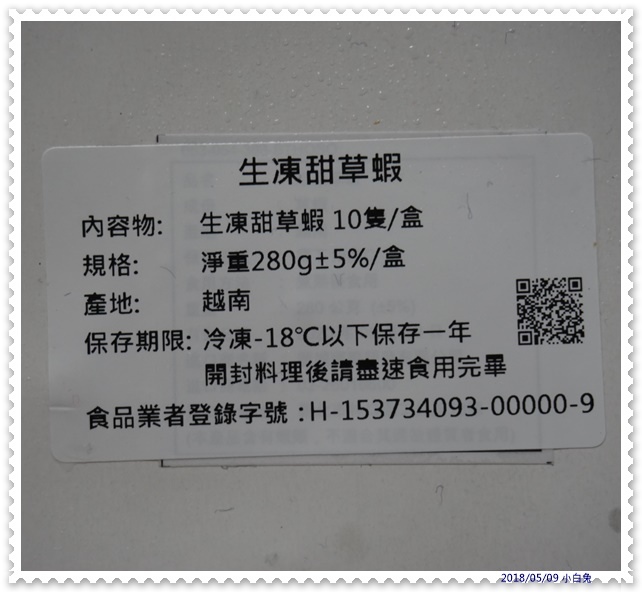 生凍甜草蝦
內容物: 生凍甜草蝦 10隻/盒
規格: 淨重280g±5%/盒
產地: 越南
保存期限: 冷凍-18℃以下保存一年
開封料理後請盡速食用完畢
食品業者登錄字號：H-153734093-00000-9
2018/05/09 小白兔